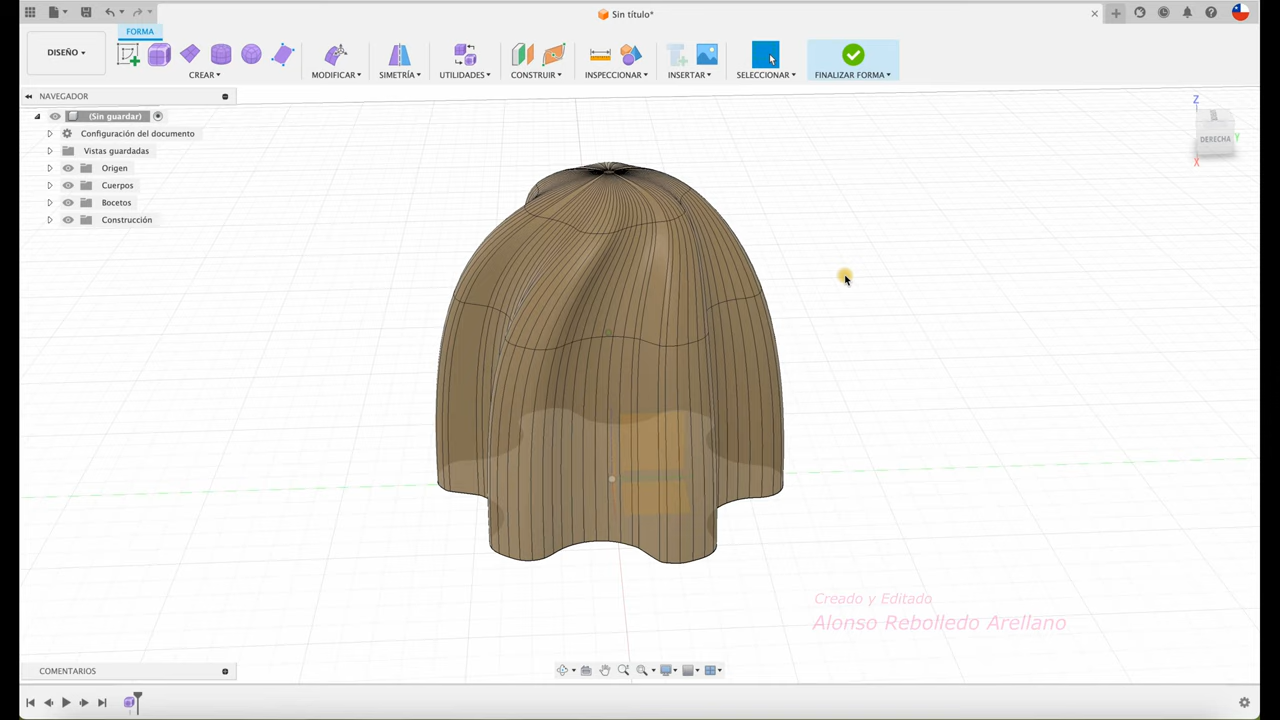 Sin título*
FORMA
DISEÑO
CREAR
MODIFICAR
SIMETRÍA
UTILIDADES
CONSTRUIR
INSPECCIONAR
INSERTAR
SELECCIONAR
FINALIZAR FORMA
NAVEGADOR
(Sin guardar)
Configuración del documento
Vistas guardadas
Origen
Cuerpos
Bocetos
Construcción
Z
DERECHA
Y
X
Creado y Editado
Alonso Rebolledo Arellano
COMENTARIOS